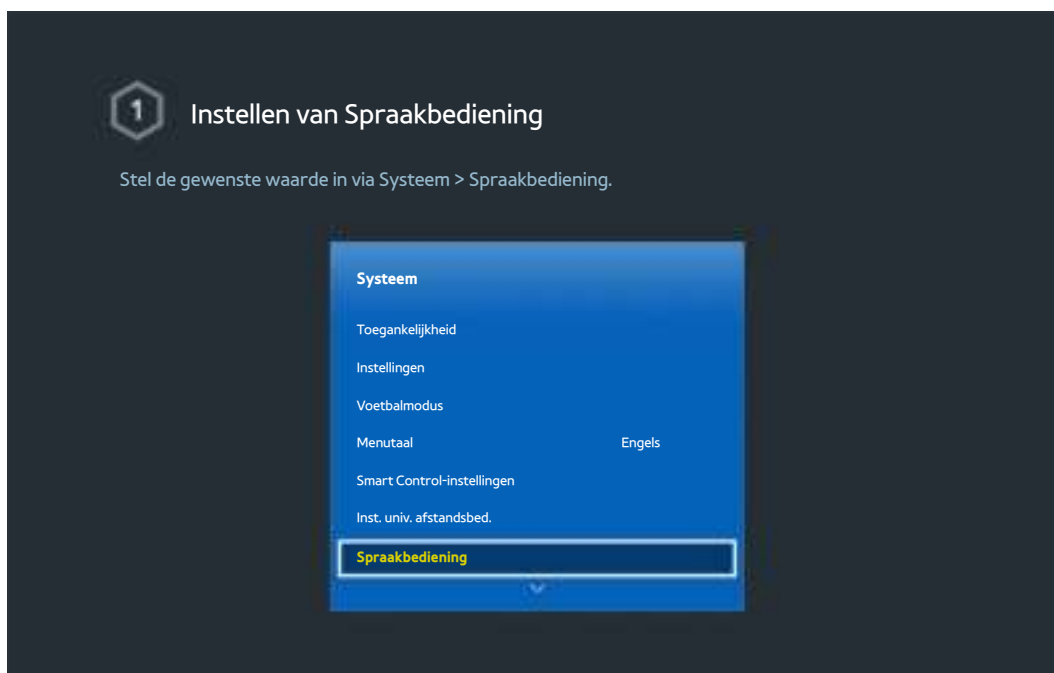 1
Instellen van Spraakbediening
Stel de gewenste waarde in via Systeem > Spraakbediening.
Systeem
Toegankelijkheid
Instellingen
Voetbalmodus
Menutaal Engels
Smart Control-instellingen
Inst. univ. afstandsbed.
Spraakbediening